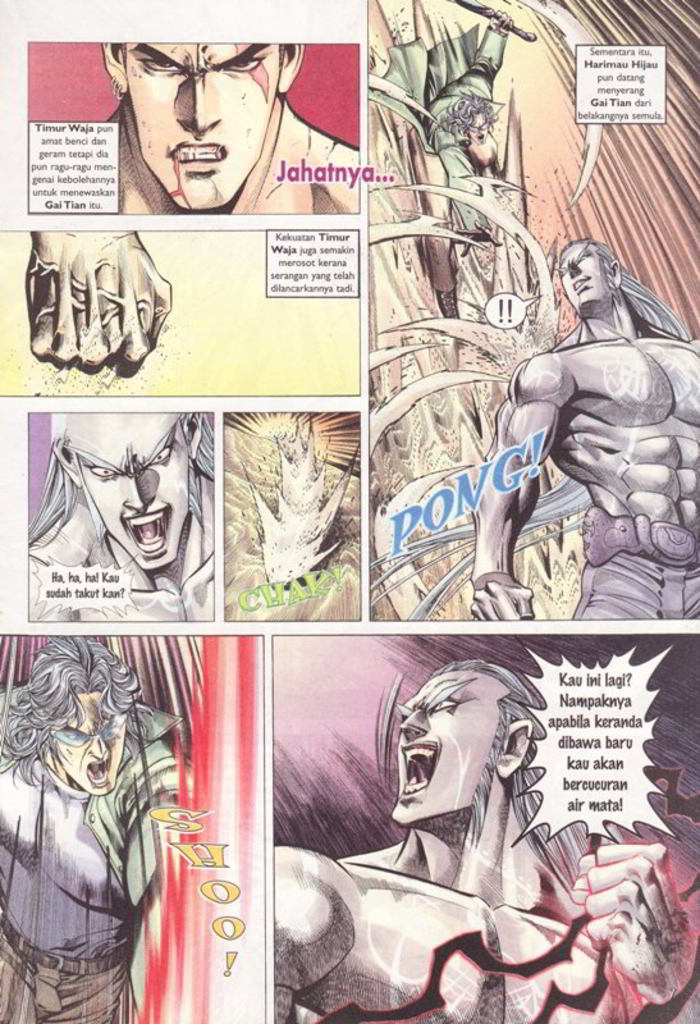 Timur Waja pun
amat benci dan
geram tetapi dia
pun ragu-ragu men-
genai kebolehannya
untuk menewaskan
Gai Tian itu.
Jahatnya...
Kekuatan Timur
Waja juga semakin
merosot kerana
serangan yang telah
dilancarkannya tadi.
Ha, ha, ha! Kau
sudah takut kan?
CHAK!
Sementara itu,
Harimau Hijau
pun datang
menyerang
Gai Tian dari
belakangnya semula.
!!
PONG!
SHOO!
Kau ini lagi?
Nampaknya
apabila keranda
dibawa baru
kau akan
bercucuran
air mata!